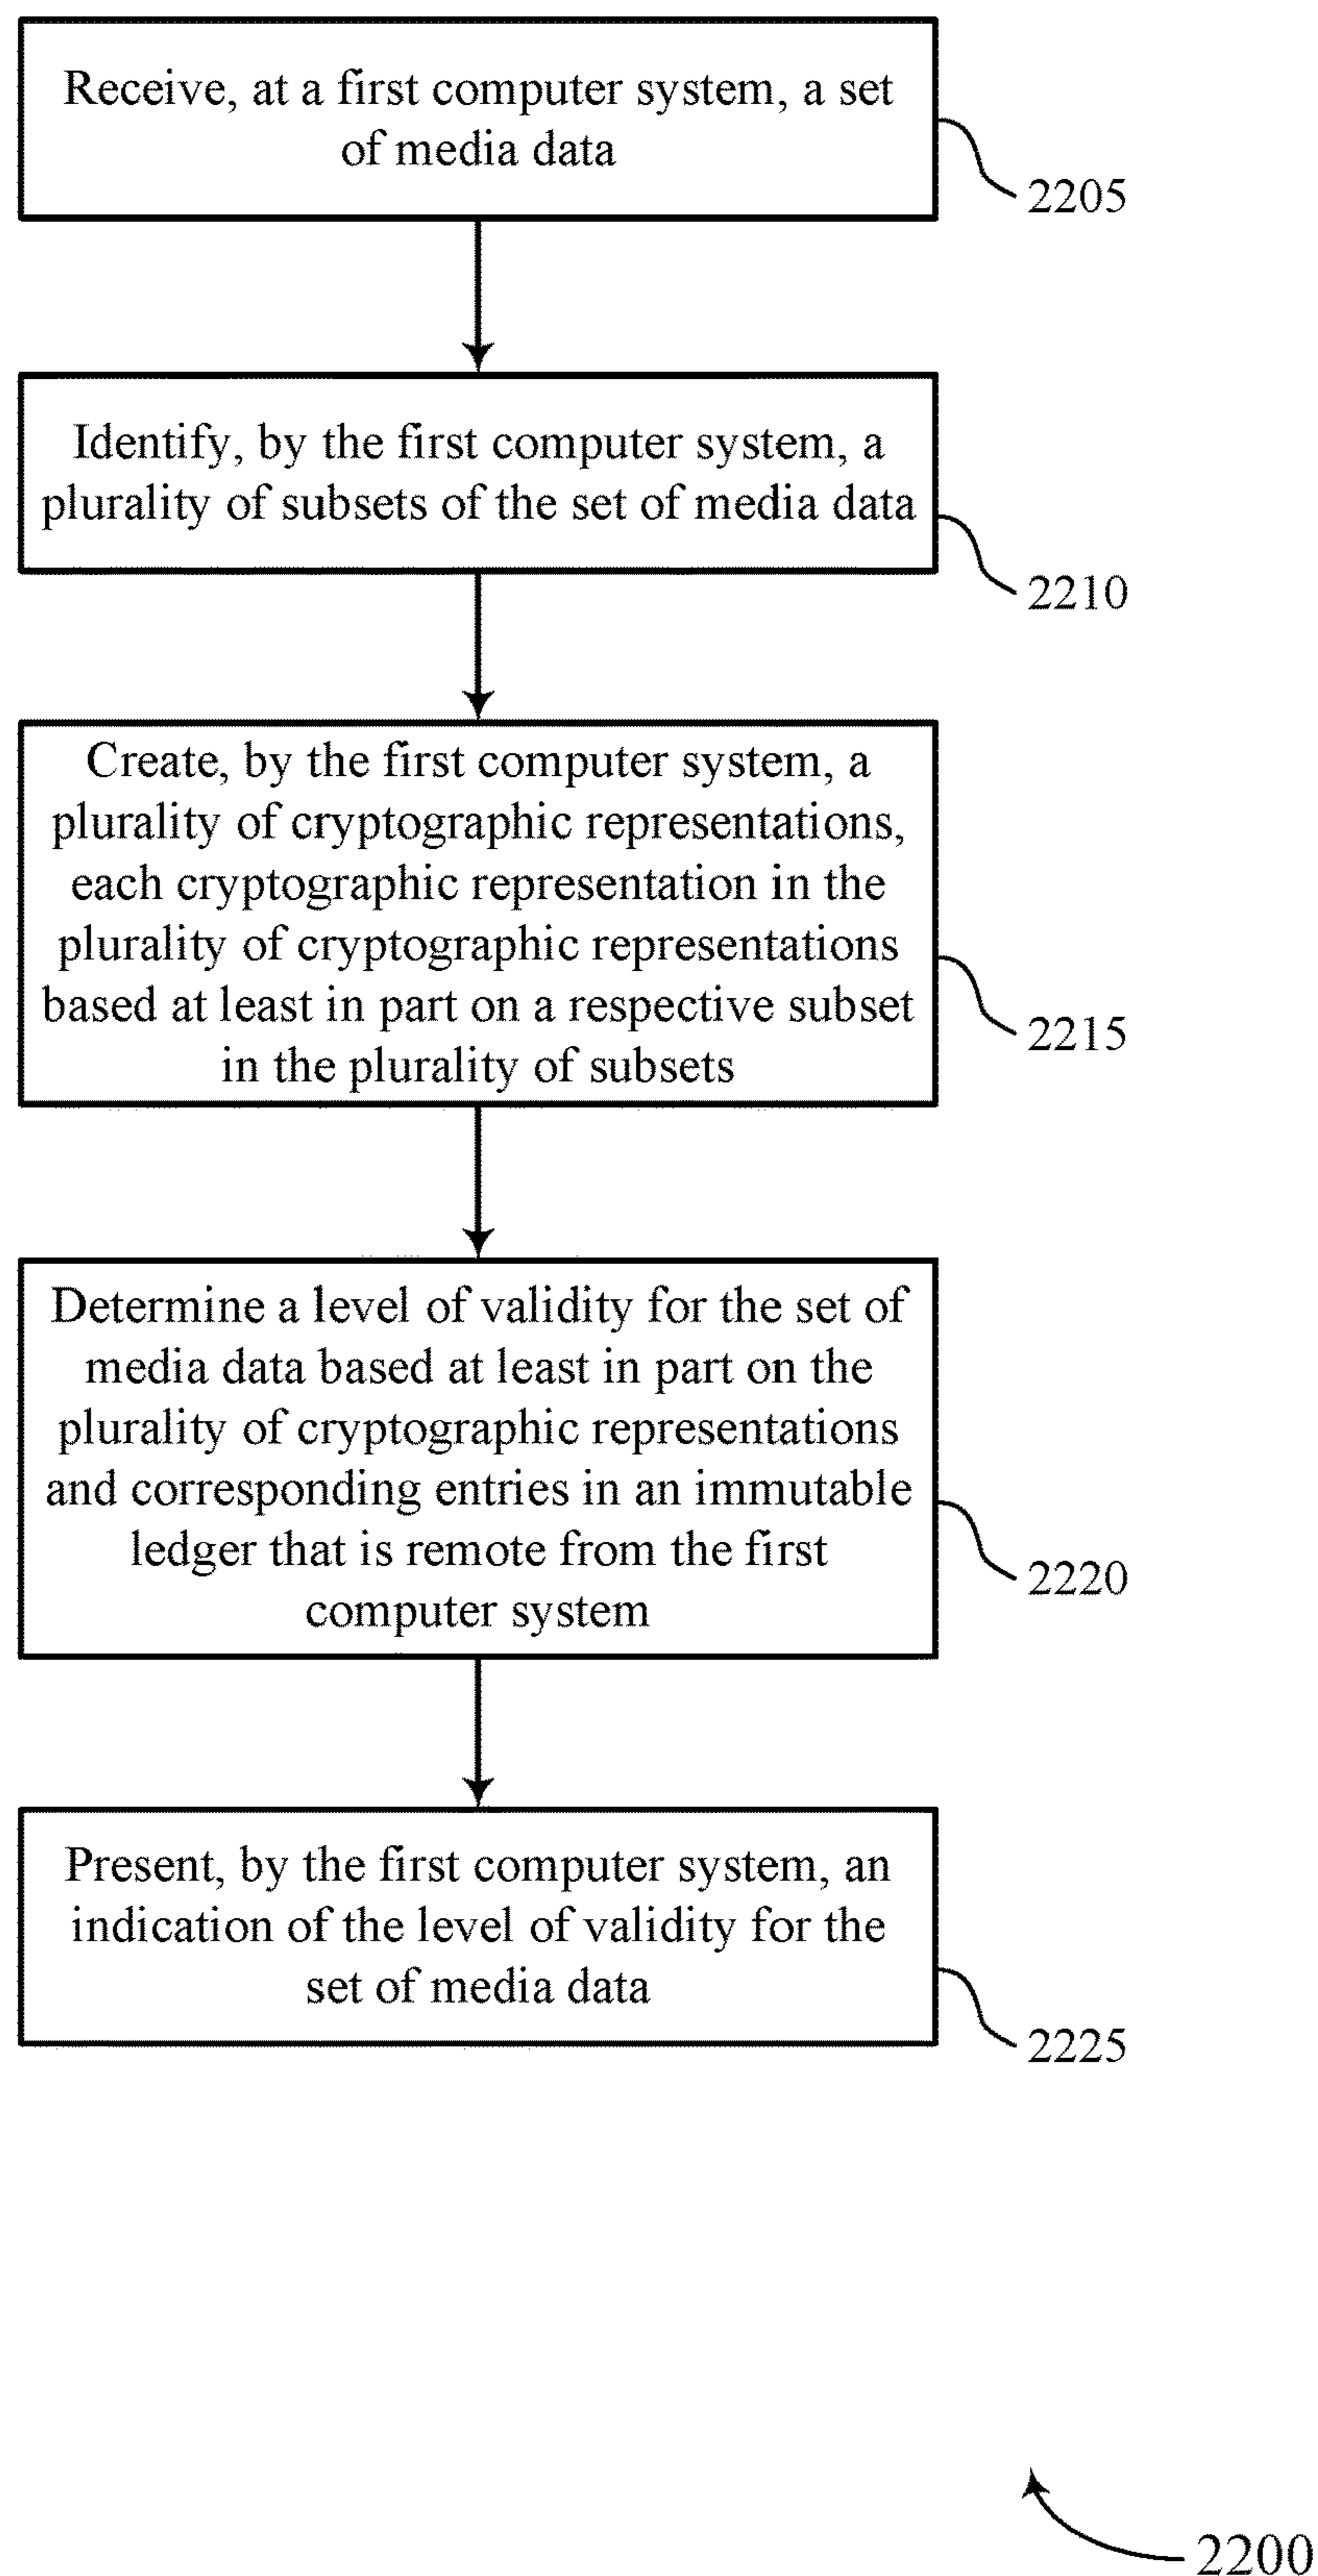 Receive, at a first computer system, a set
of media data
2205
Identify, by the first computer system, a
plurality of subsets of the set of media data
2210
Create, by the first computer system, a
plurality of cryptographic representations,
each cryptographic representation in the
plurality of cryptographic representations
based at least in part on a respective subset
in the plurality of subsets
2215
Determine a level of validity for the set of
media data based at least in part on the
plurality of cryptographic representations
and corresponding entries in an immutable
ledger that is remote from the first
computer system
2220
Present, by the first computer system, an
indication of the level of validity for the
set of media data
2225
2200